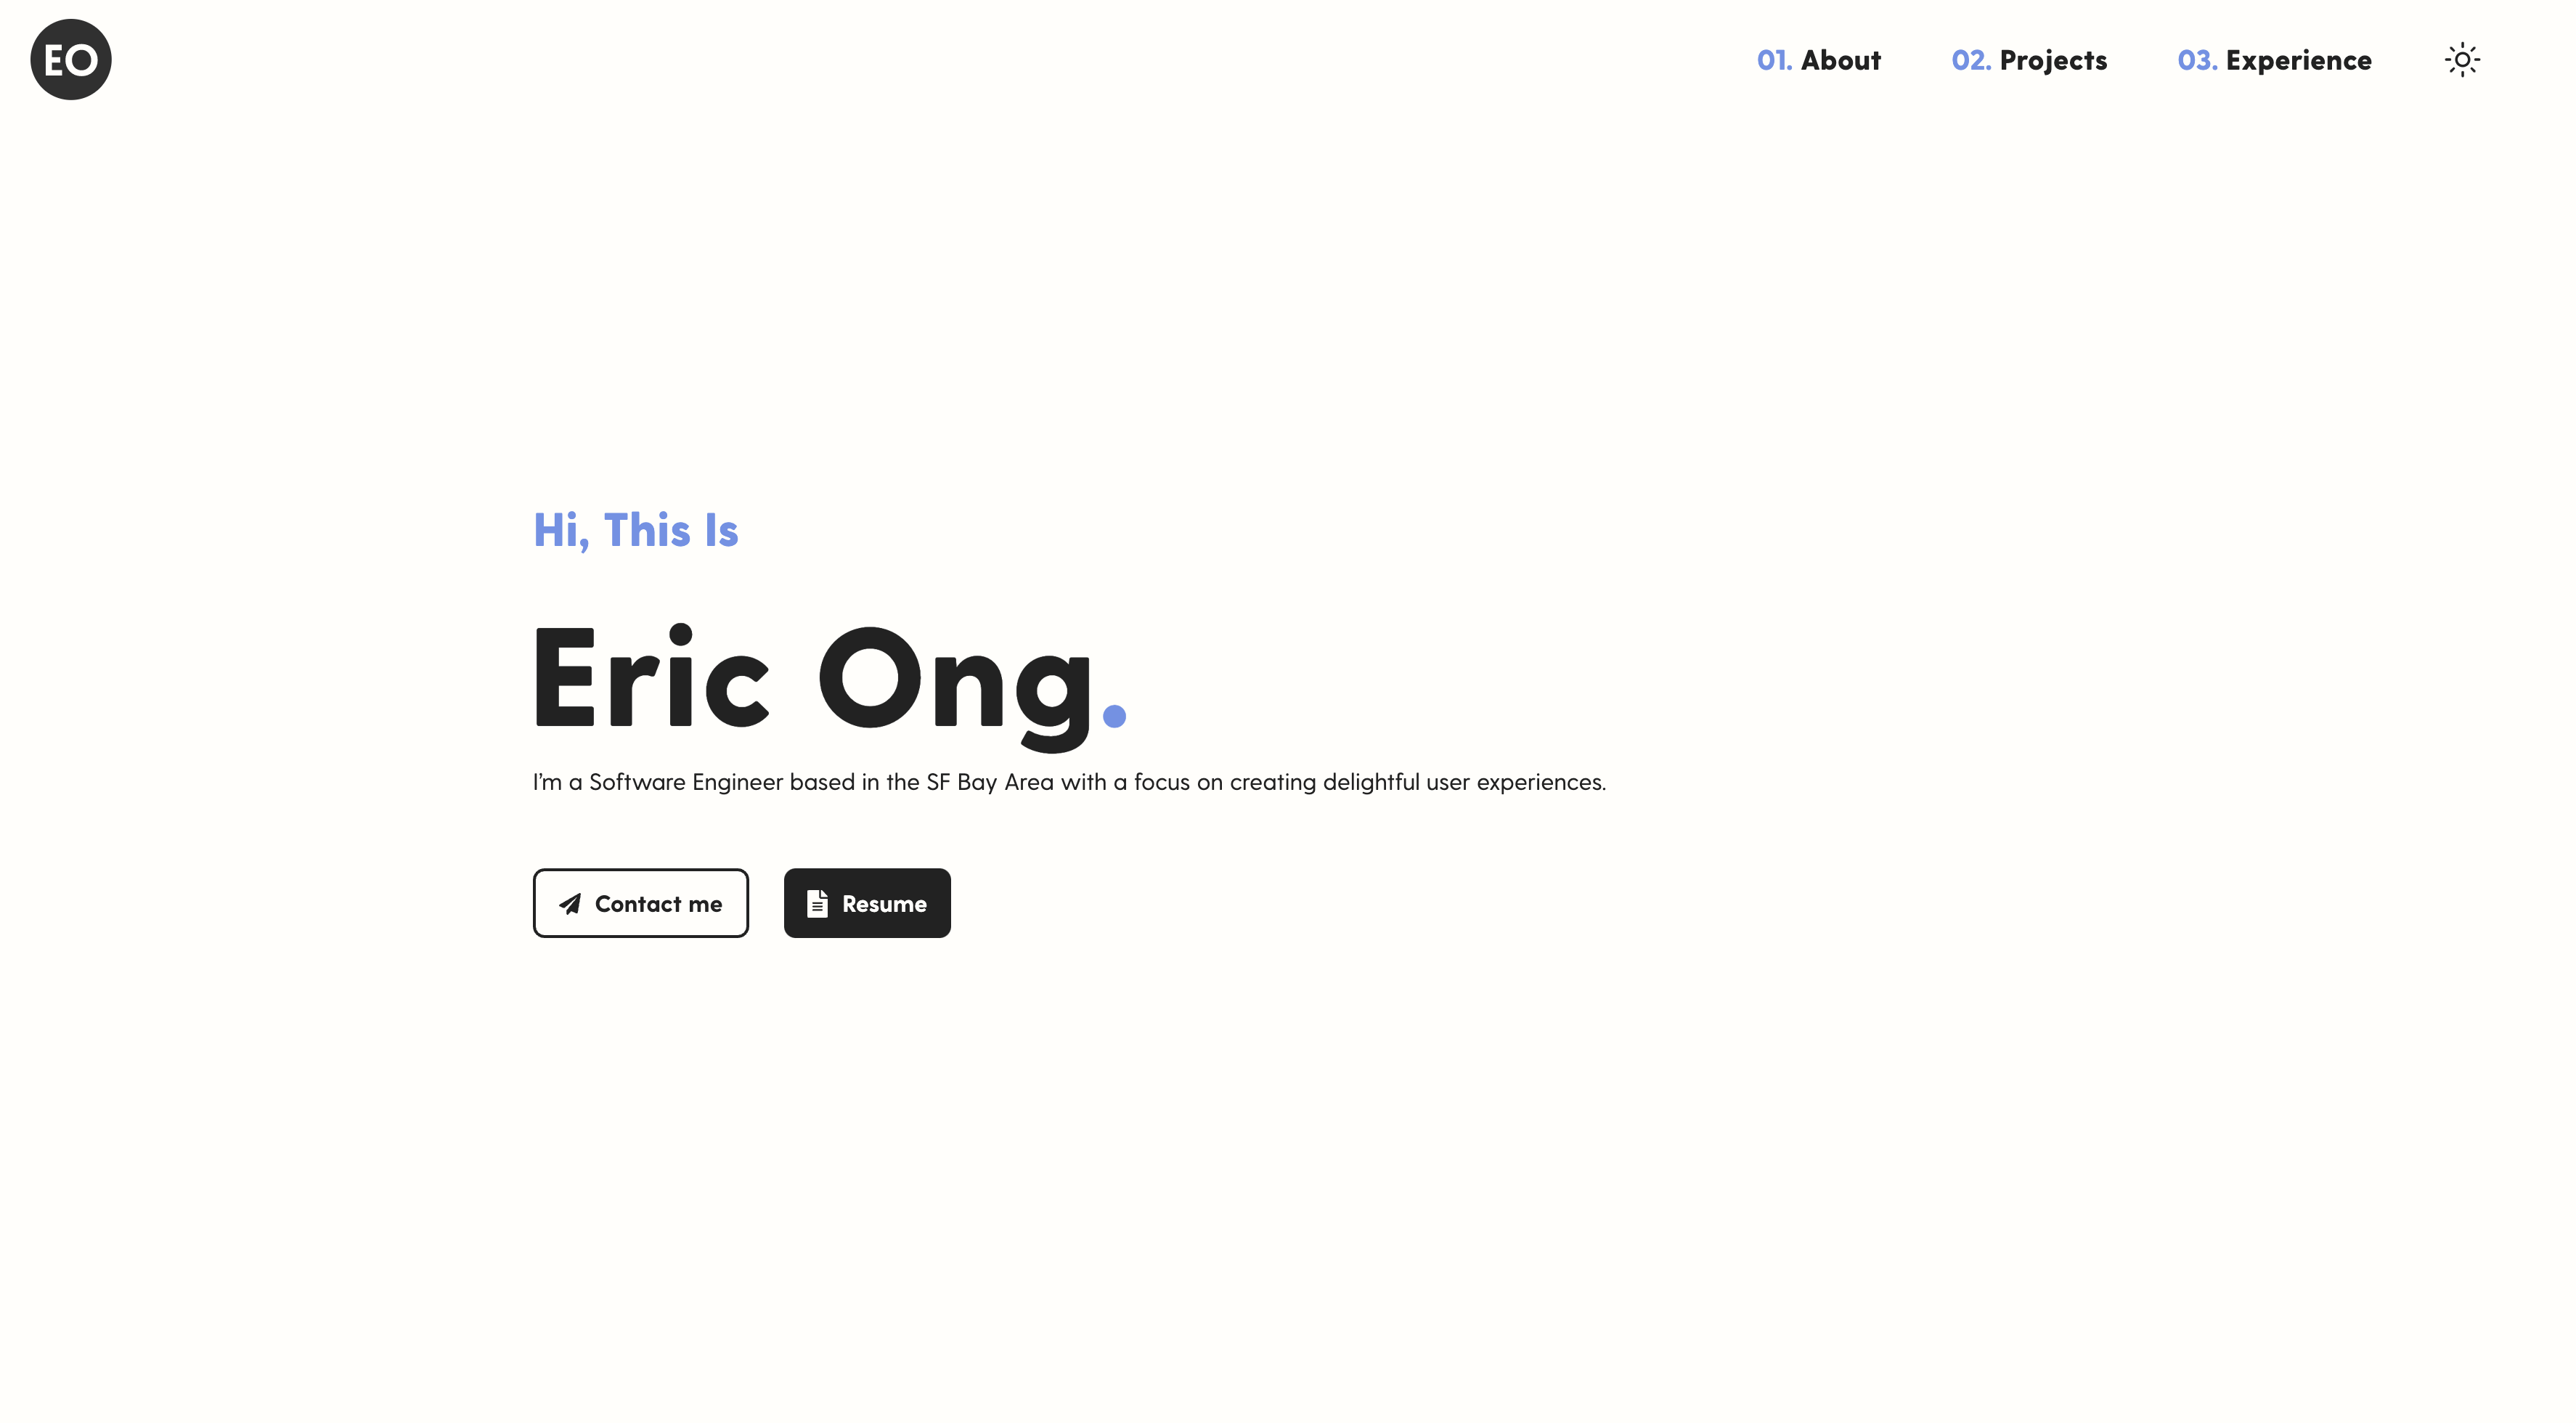 EO
01. About 02. Projects 03. Experience
Hi, This Is
Eric Ong.
I'm a Software Engineer based in the SF Bay Area with a focus on creating delightful user experiences.
Contact me Resume